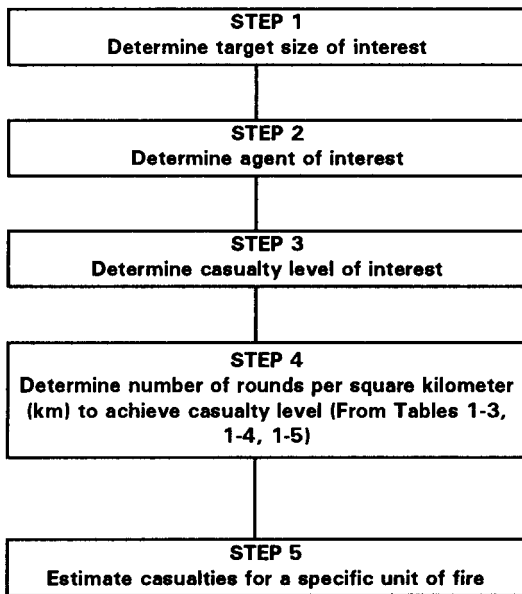 STEP 1
Determine target size of interest
STEP 2
Determine agent of interest
STEP 3
Determine casualty level of interest
STEP 4
Determine number of rounds per square kilometer
(km) to achieve casualty level (From Tables 1-3,
1-4, 1-5)
STEP 5
Estimate casualties for a specific unit of fire